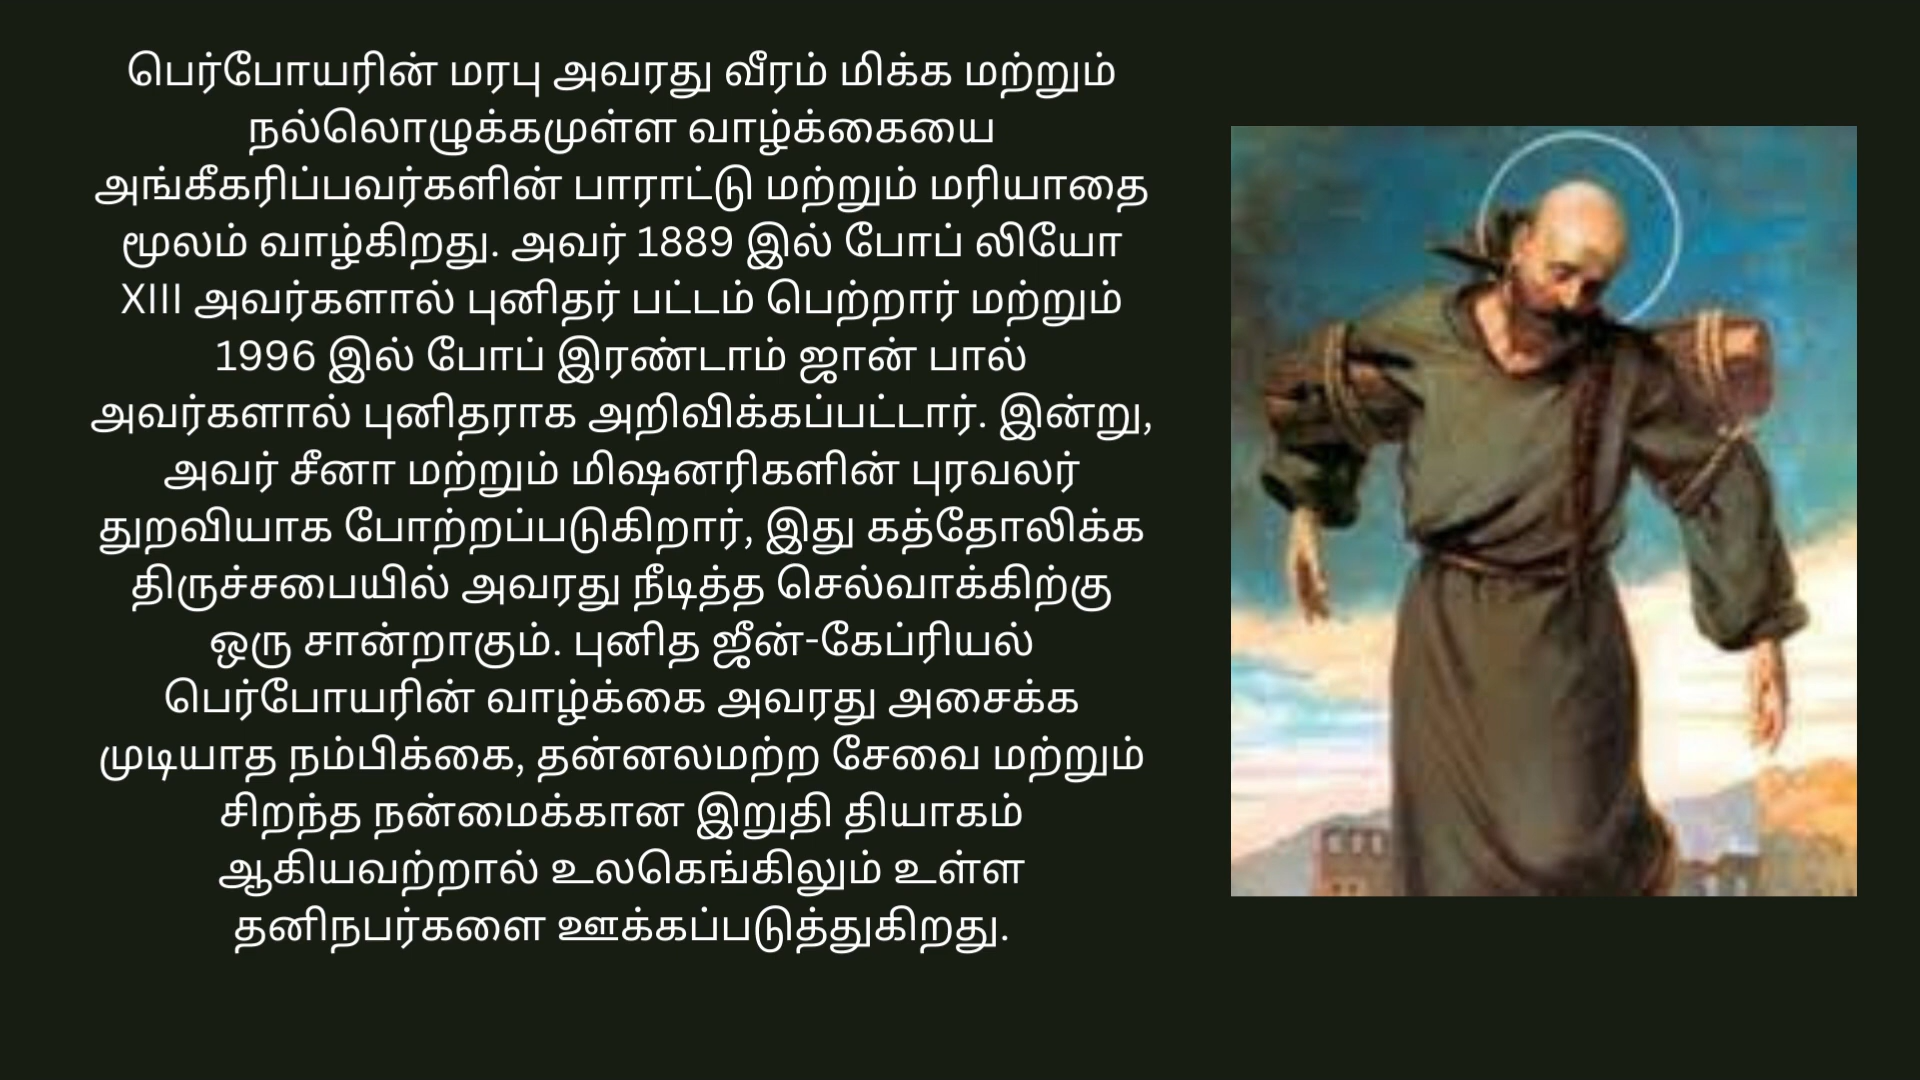 பெர்போயரின் மரபு அவரது வீரம் மிக்க மற்றும்
நல்லொழுக்கமுள்ள வாழ்க்கையை
அங்கீகரிப்பவர்களின் பாராட்டு மற்றும் மரியாதை
மூலம் வாழ்கிறது. அவர் 1889 இல் போப் லியோ
XIII அவர்களால் புனிதர் பட்டம் பெற்றார் மற்றும்
1996 இல் போப் இரண்டாம் ஜான் பால்
அவர்களால் புனிதராக அறிவிக்கப்பட்டார். இன்று,
அவர் சீனா மற்றும் மிஷனரிகளின் புரவலர்
துறவியாக போற்றப்படுகிறார், இது கத்தோலிக்க
திருச்சபையில் அவரது நீடித்த செல்வாக்கிற்கு
ஒரு சான்றாகும். புனித ஜீன்-கேப்ரியல்
பெர்போயரின் வாழ்க்கை அவரது அசைக்க
முடியாத நம்பிக்கை, தன்னலமற்ற சேவை மற்றும்
சிறந்த நன்மைக்கான இறுதி தியாகம்
ஆகியவற்றால் உலகெங்கிலும் உள்ள
தனிநபர்களை ஊக்கப்படுத்துகிறது.